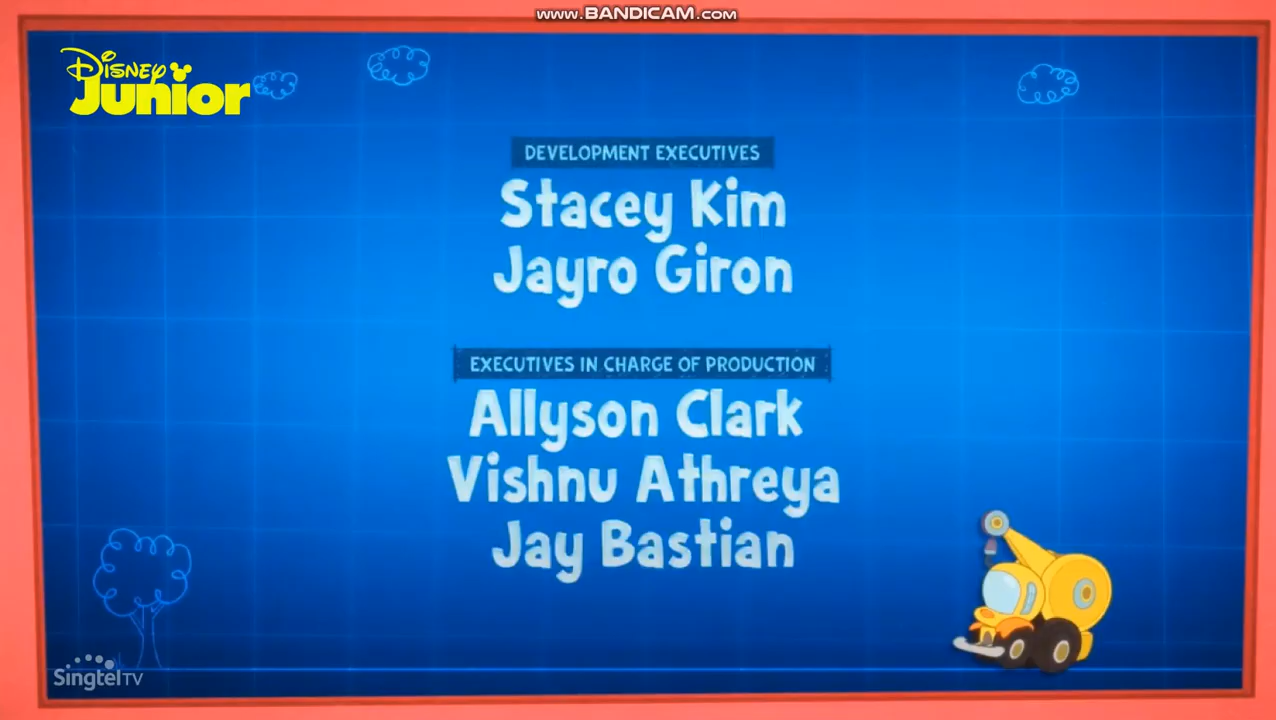 www.BANDICAM.com
Disney
Junior
DEVELOPMENT EXECUTIVES
Stacey Kim
Jayro Giron
EXECUTIVES IN CHARGE OF PRODUCTION
Allyson Clark
Vishnu Athreya
Jay Bastian
SingtelTV